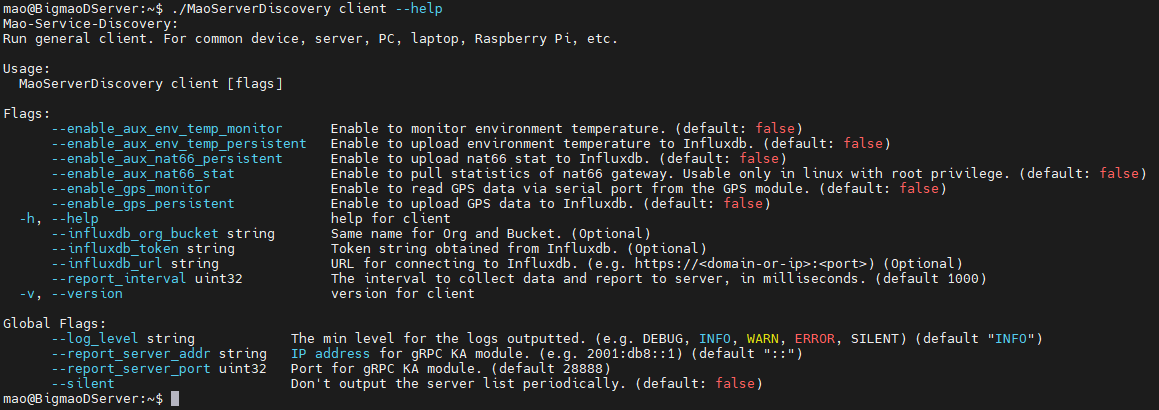 mao@BigmaoDServer:~$ ./MaoServerDiscovery client --help
Mao-Service-Discovery:
Run general client. For common device, server, PC, laptop, Raspberry Pi, etc.
Usage:
  MaoServerDiscovery client [flags]
Flags:
      --enable_aux_env_temp_monitor      Enable to monitor environment temperature. (default: false)
      --enable_aux_env_temp_persistent   Enable to upload environment temperature to Influxdb. (default: false)
      --enable_aux_nat66_persistent      Enable to upload nat66 stat to Influxdb. (default: false)
      --enable_aux_nat66_stat            Enable to pull statistics of nat66 gateway. Usable only in linux with root privilege. (default: false)
      --enable_gps_monitor               Enable to read GPS data via serial port from the GPS module. (default: false)
      --enable_gps_persistent            Enable to upload GPS data to Influxdb. (default: false)
  -h, --help                             help for client
      --influxdb_org_bucket string       Same name for Org and Bucket. (Optional)
      --influxdb_token string            Token string obtained from Influxdb. (Optional)
      --influxdb_url string              URL for connecting to Influxdb. (e.g. https://<domain-or-ip>:<port>) (Optional)
      --report_interval uint32           The interval to collect data and report to server, in milliseconds. (default 1000)
  -v, --version                          version for client
Global Flags:
      --log_level string            The min level for the logs outputted. (e.g. DEBUG, INFO, WARN, ERROR, SILENT) (default "INFO")
      --report_server_addr string   IP address for gRPC KA module. (e.g. 2001:db8::1) (default "::")
      --report_server_port uint32   Port for gRPC KA module. (default 28888)
      --silent                      Don't output the server list periodically. (default: false)
mao@BigmaoDServer:~$